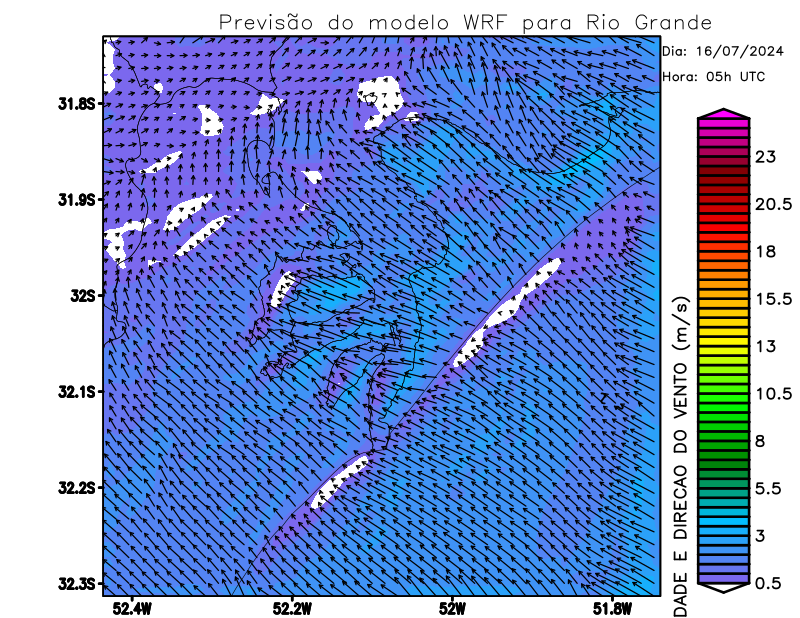 Previsão do modelo WRF para Rio Grande
Dia: 16/07/2024
Hora: 05h UTC
31.8S
31.9S
32S
32.1S
32.2S
32.3S
52.4W
52.2W
52W
51.8W
23
20.5
18
15.5
13
10.5
8
5.5
3
0.5
DADE E DIRECAO DO VENTO (m/s)